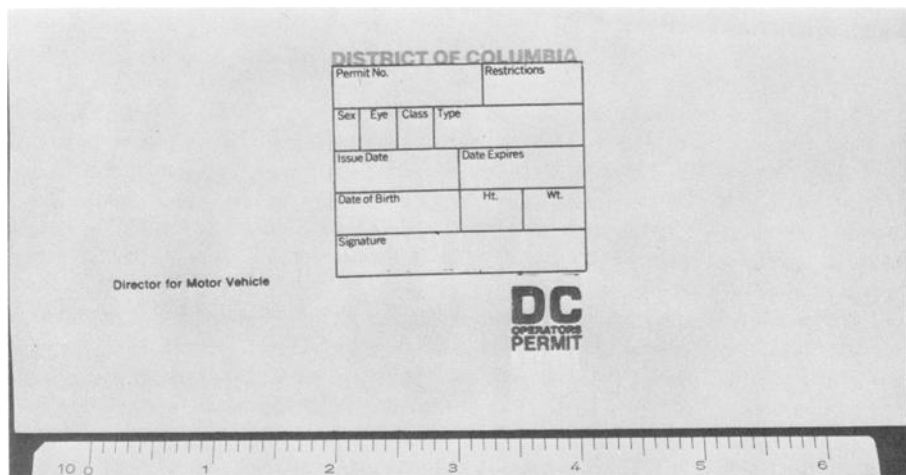 DISTRICT OF COLUMBIA
Permit No. Restrictions
Sex Eye Class Type
Issue Date Date Expires
Date of Birth Ht. Wt.
Signature
Director for Motor Vehicle
DC
OPERATORS
PERMIT
10 0 1 2 3 4 5 6